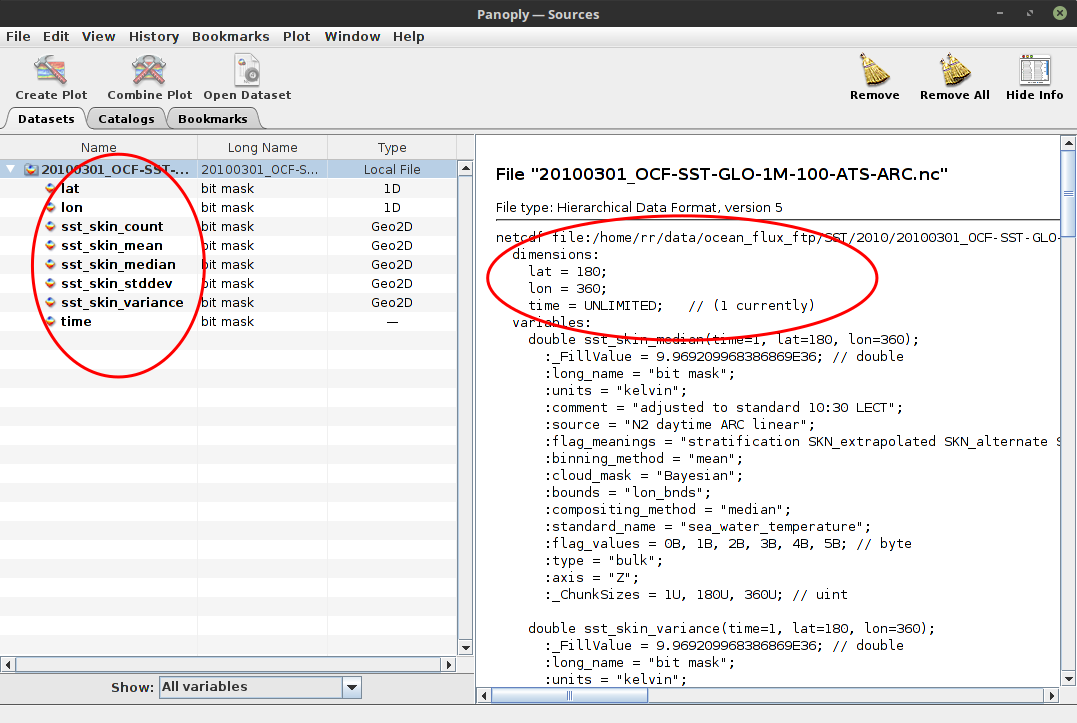 Panoply — Sources
File Edit View History Bookmarks Plot Window Help
Create Plot Combine Plot Open Dataset Remove Remove All Hide Info
Datasets Catalogs Bookmarks
Name Long Name Type
20100301_OCF-SST-... 20100301_OCF-S... Local File
lat bit mask 1D
lon bit mask 1D
sst_skin_count bit mask Geo2D
sst_skin_mean bit mask Geo2D
sst_skin_median bit mask Geo2D
sst_skin_stddev bit mask Geo2D
sst_skin_variance bit mask Geo2D
time bit mask —
Show: All variables
File "20100301_OCF-SST-GLO-1M-100-ATS-ARC.nc"
File type: Hierarchical Data Format, version 5
netcdf file:/home/rr/data/ocean_flux_ftp/SST/2010/20100301_OCF-SST-GLO-
dimensions:
lat = 180;
lon = 360;
time = UNLIMITED; // (1 currently)
variables:
double sst_skin_median(time=1, lat=180, lon=360);
:_FillValue = 9.969209968386869E36; // double
:long_name = "bit mask";
:units = "kelvin";
:comment = "adjusted to standard 10:30 LECT";
:source = "N2 daytime ARC linear";
:flag_meanings = "stratification SKN_extrapolated SKN_alternate S
:binning_method = "mean";
:cloud_mask = "Bayesian";
:bounds = "lon_bnds";
:compositing_method = "median";
:standard_name = "sea_water_temperature";
:flag_values = 0B, 1B, 2B, 3B, 4B, 5B; // byte
:type = "bulk";
:axis = "Z";
:_ChunkSizes = 1U, 180U, 360U; // uint
double sst_skin_variance(time=1, lat=180, lon=360);
:_FillValue = 9.969209968386869E36; // double
:long_name = "bit mask";
:units = "kelvin";